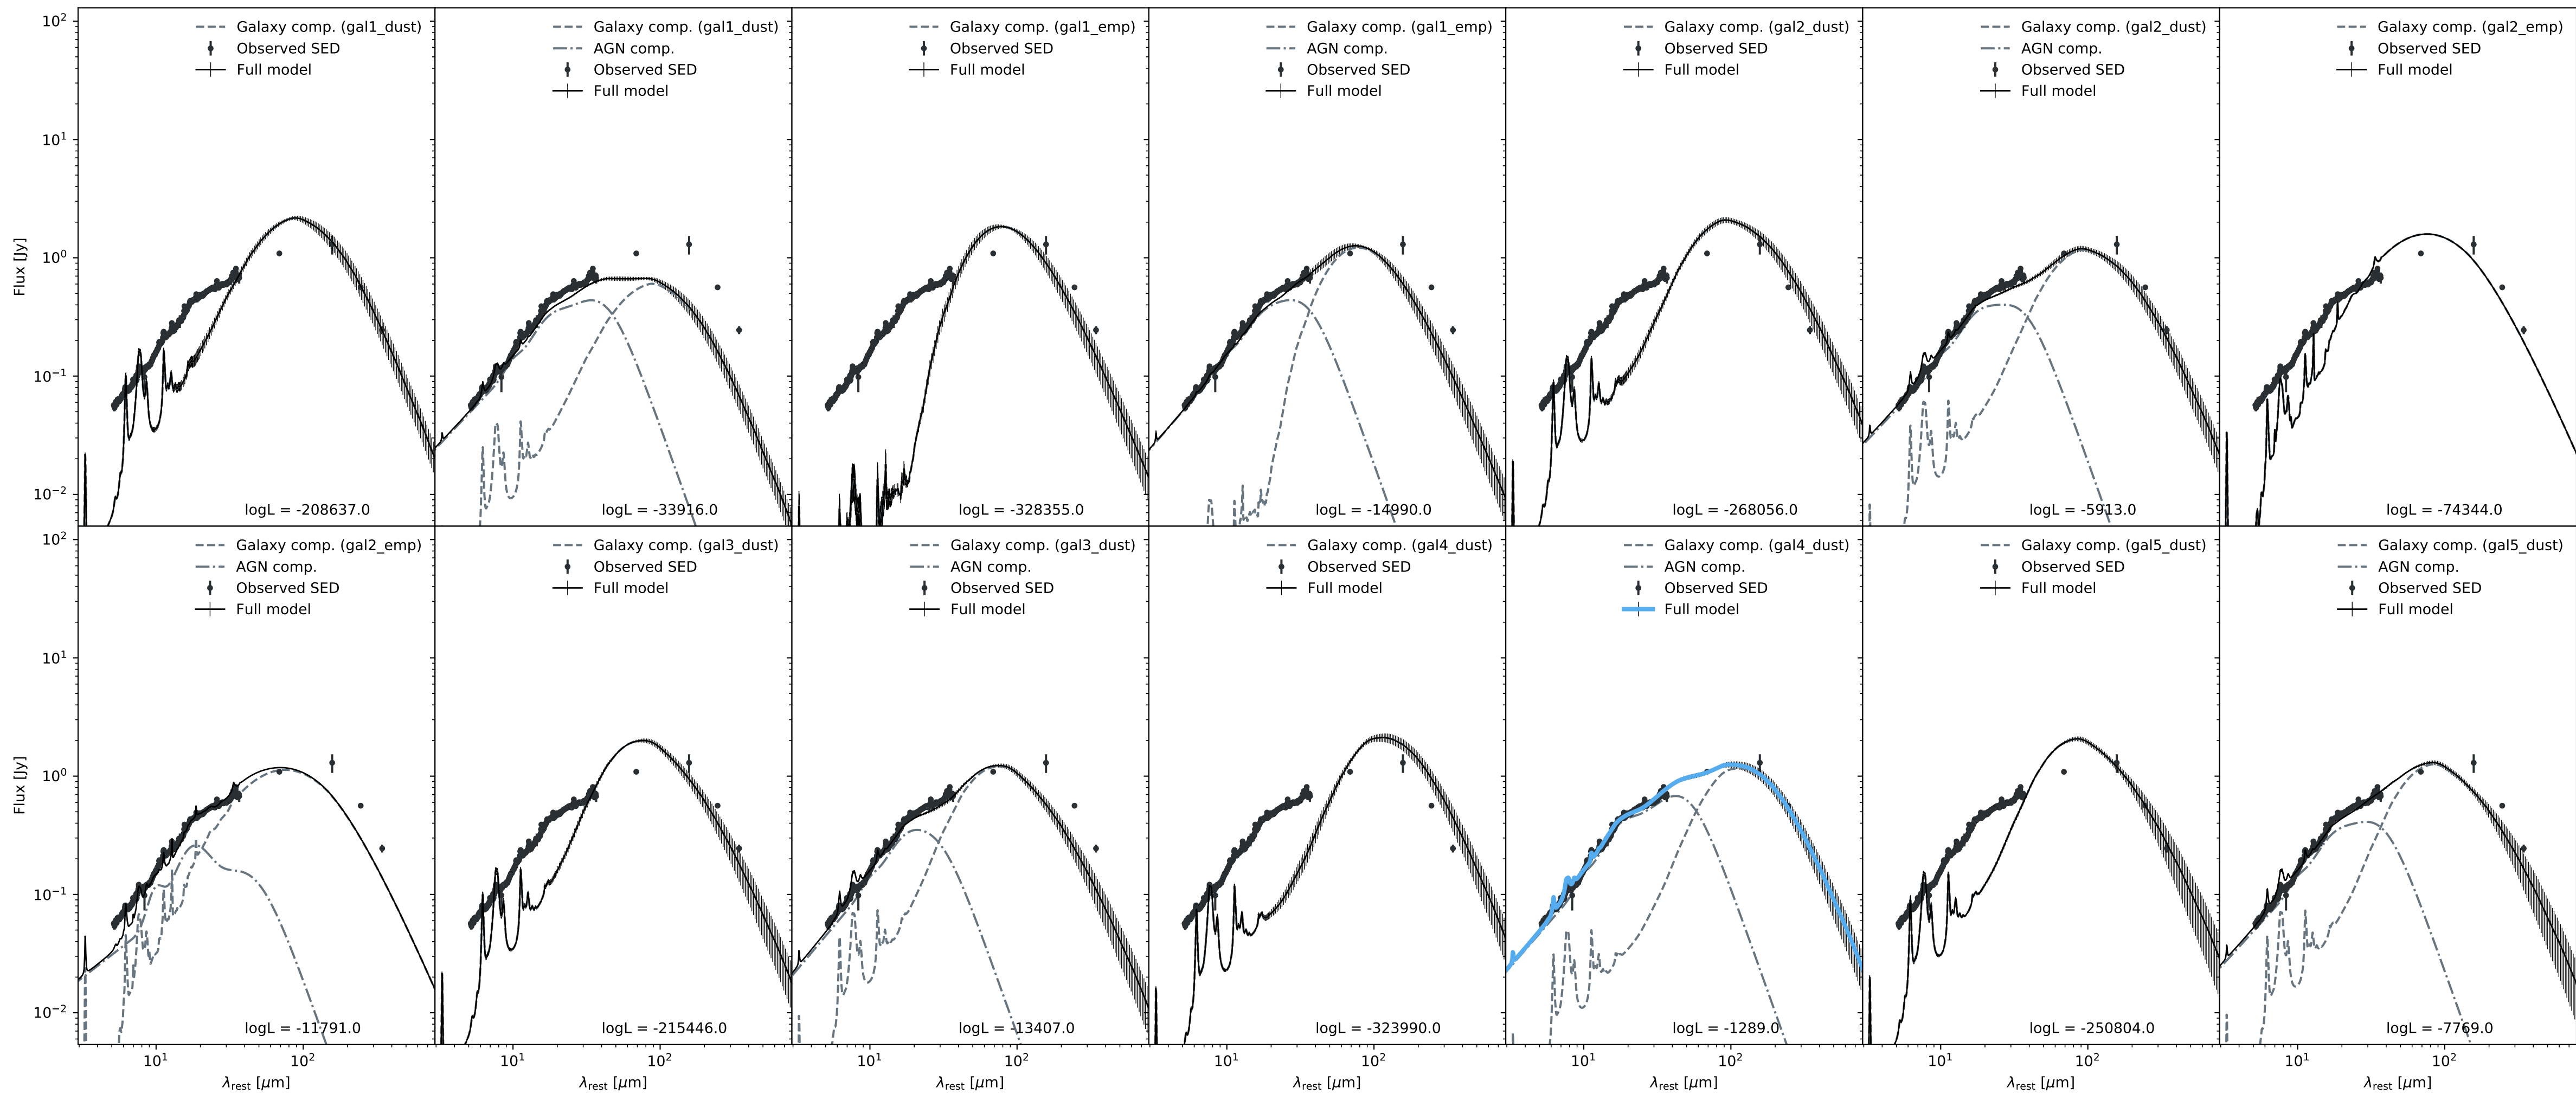 10²
10¹
10⁰
10⁻¹
10⁻²
Flux [Jy]
Galaxy comp. (gal1_dust)
Observed SED
Full model
logL = -208637.0
Galaxy comp. (gal1_dust)
AGN comp.
Observed SED
Full model
logL = -33916.0
Galaxy comp. (gal1_emp)
Observed SED
Full model
logL = -328355.0
Galaxy comp. (gal1_emp)
AGN comp.
Observed SED
Full model
logL = -14990.0
Galaxy comp. (gal2_dust)
Observed SED
Full model
logL = -268056.0
Galaxy comp. (gal2_dust)
AGN comp.
Observed SED
Full model
logL = -5913.0
Galaxy comp. (gal2_emp)
Observed SED
Full model
logL = -74344.0
10²
10¹
10⁰
10⁻¹
10⁻²
Flux [Jy]
Galaxy comp. (gal2_emp)
AGN comp.
Observed SED
Full model
logL = -11791.0
10¹ 10²
λrest [μm]
Galaxy comp. (gal3_dust)
Observed SED
Full model
logL = -215446.0
10¹ 10²
λrest [μm]
Galaxy comp. (gal3_dust)
AGN comp.
Observed SED
Full model
logL = -13407.0
10¹ 10²
λrest [μm]
Galaxy comp. (gal4_dust)
Observed SED
Full model
logL = -323990.0
10¹ 10²
λrest [μm]
Galaxy comp. (gal4_dust)
AGN comp.
Observed SED
Full model
logL = -1289.0
10¹ 10²
λrest [μm]
Galaxy comp. (gal5_dust)
Observed SED
Full model
logL = -250804.0
10¹ 10²
λrest [μm]
Galaxy comp. (gal5_dust)
AGN comp.
Observed SED
Full model
logL = -7769.0
10¹ 10²
λrest [μm]